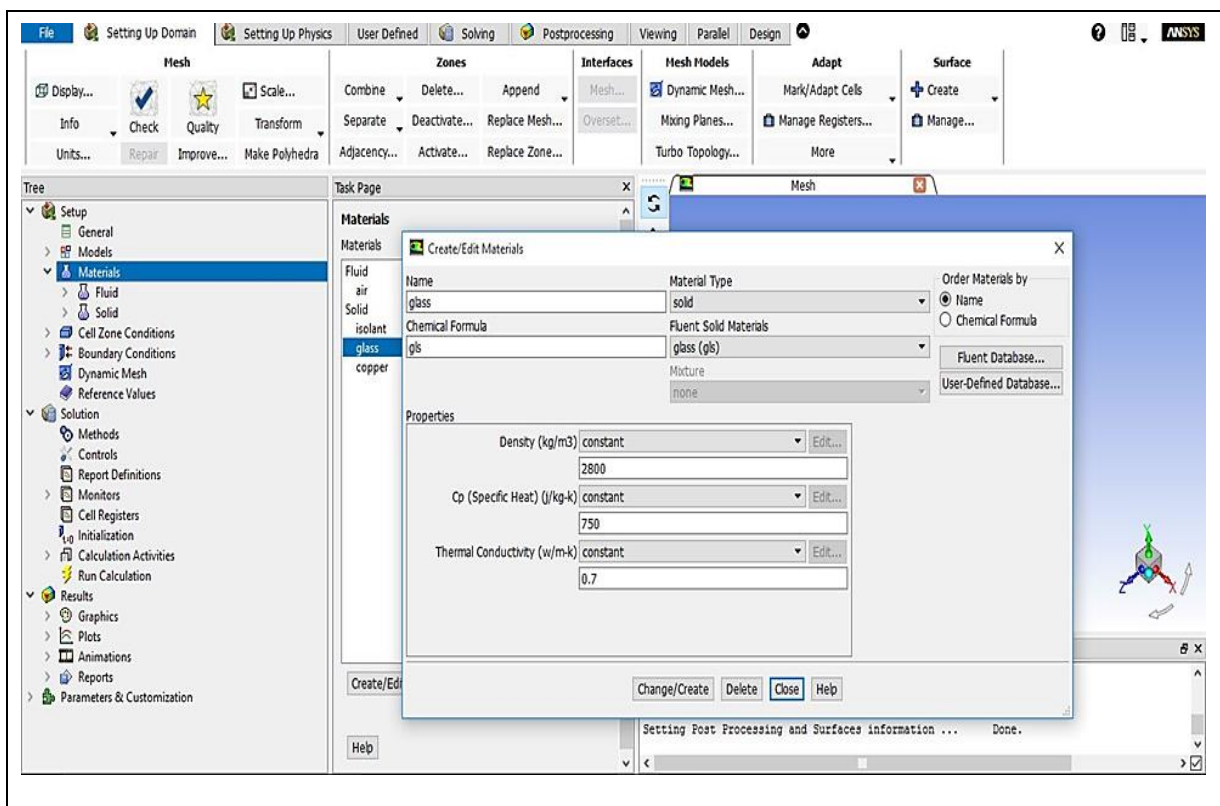 File Setting Up Domain Setting Up Physics User Defined Solving Postprocessing Viewing Parallel Design ANSYS
Mesh Zones Interfaces Mesh Models Adapt Surface
Display... Scale... Combine Delete... Append Mesh... Dynamic Mesh... Mark/Adapt Cells Create
Info Check Quality Transform Separate Deactivate... Replace Mesh... Overset... Mixing Planes... Manage Registers... Manage...
Units... Repair Improve... Make Polyhedra Adjacency... Activate... Replace Zone... Turbo Topology... More
Tree
Setup
General
Models
Materials
Fluid
Solid
Cell Zone Conditions
Boundary Conditions
Dynamic Mesh
Reference Values
Solution
Methods
Controls
Report Definitions
Monitors
Cell Registers
Initialization
Calculation Activities
Run Calculation
Results
Graphics
Plots
Animations
Reports
Parameters & Customization
Task Page
Materials
Materials
Fluid
air
Solid
isolant
glass
copper
Create/Edi
Help
Mesh
Create/Edit Materials
Name Material Type Order Materials by
glass solid Name
Chemical Formula Fluent Solid Materials Chemical Formula
gls glass (gls) Fluent Database...
Mixture
none User-Defined Database...
Properties
Density (kg/m3) constant Edit...
2800
Cp (Specific Heat) (j/kg-k) constant Edit...
750
Thermal Conductivity (w/m-k) constant Edit...
0.7
Change/Create Delete Close Help
Setting Post Processing and Surfaces information ... Done.
Y
Z X